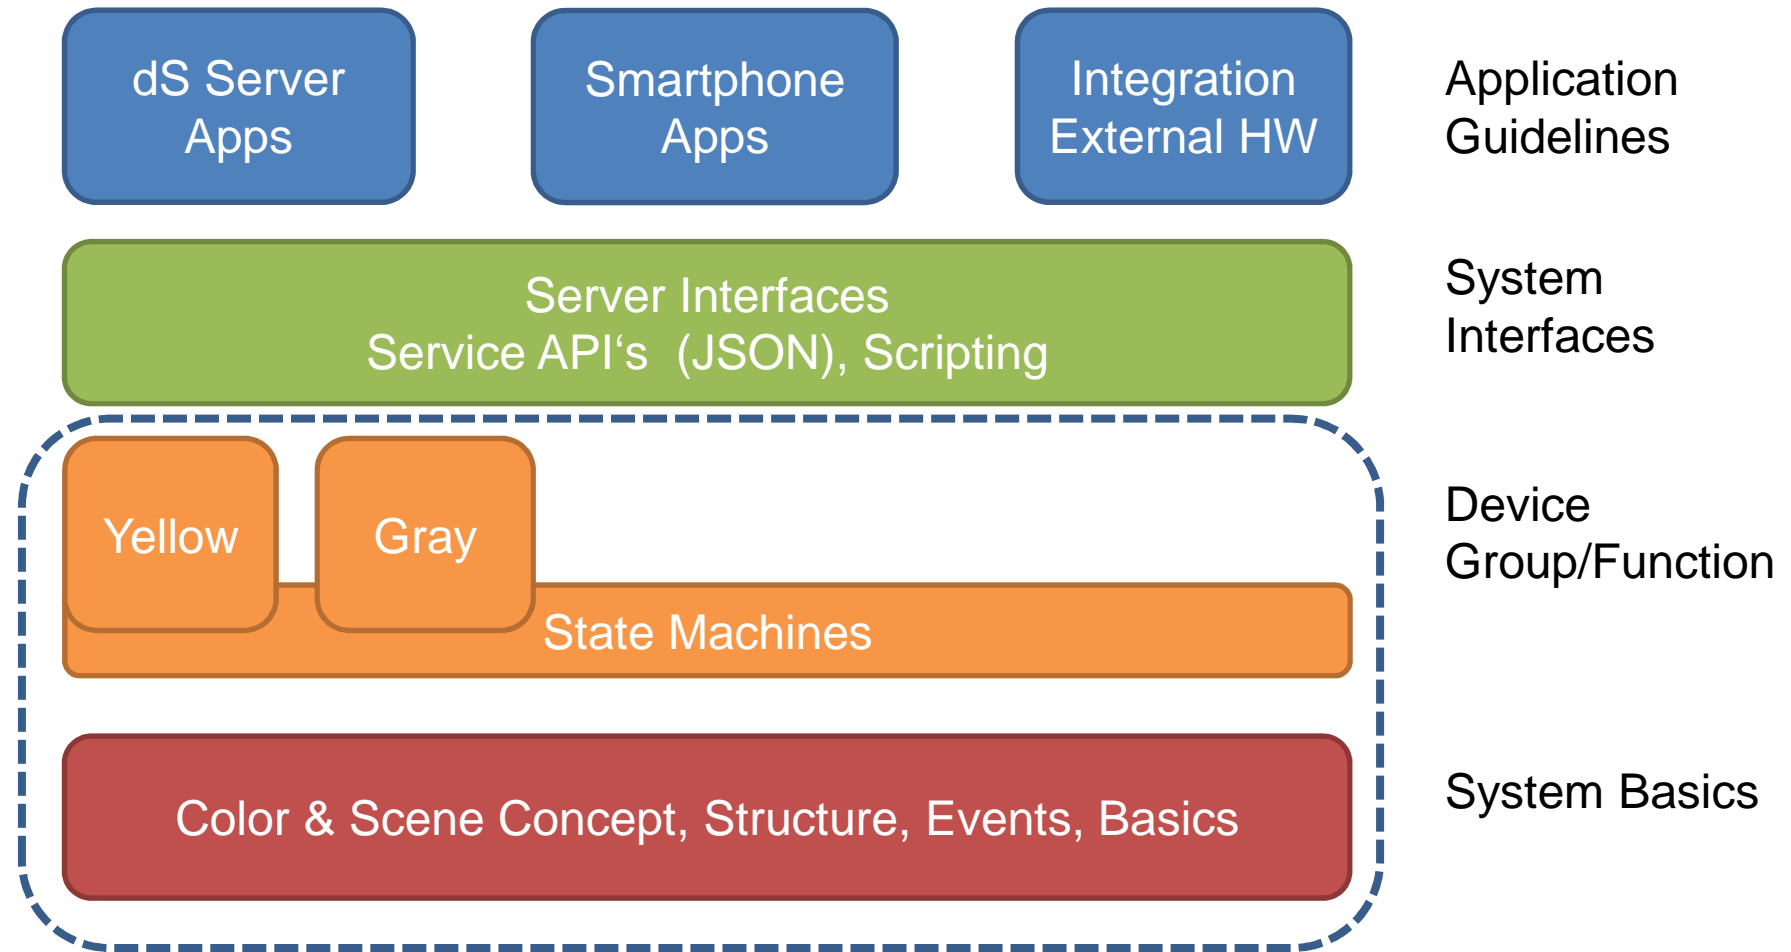 dS Server
Apps
Smartphone
Apps
Integration
External HW
Application
Guidelines
Server Interfaces
Service API‘s  (JSON), Scripting
System
Interfaces
Yellow
Gray
State Machines
Device
Group/Function
Color & Scene Concept, Structure, Events, Basics
System Basics